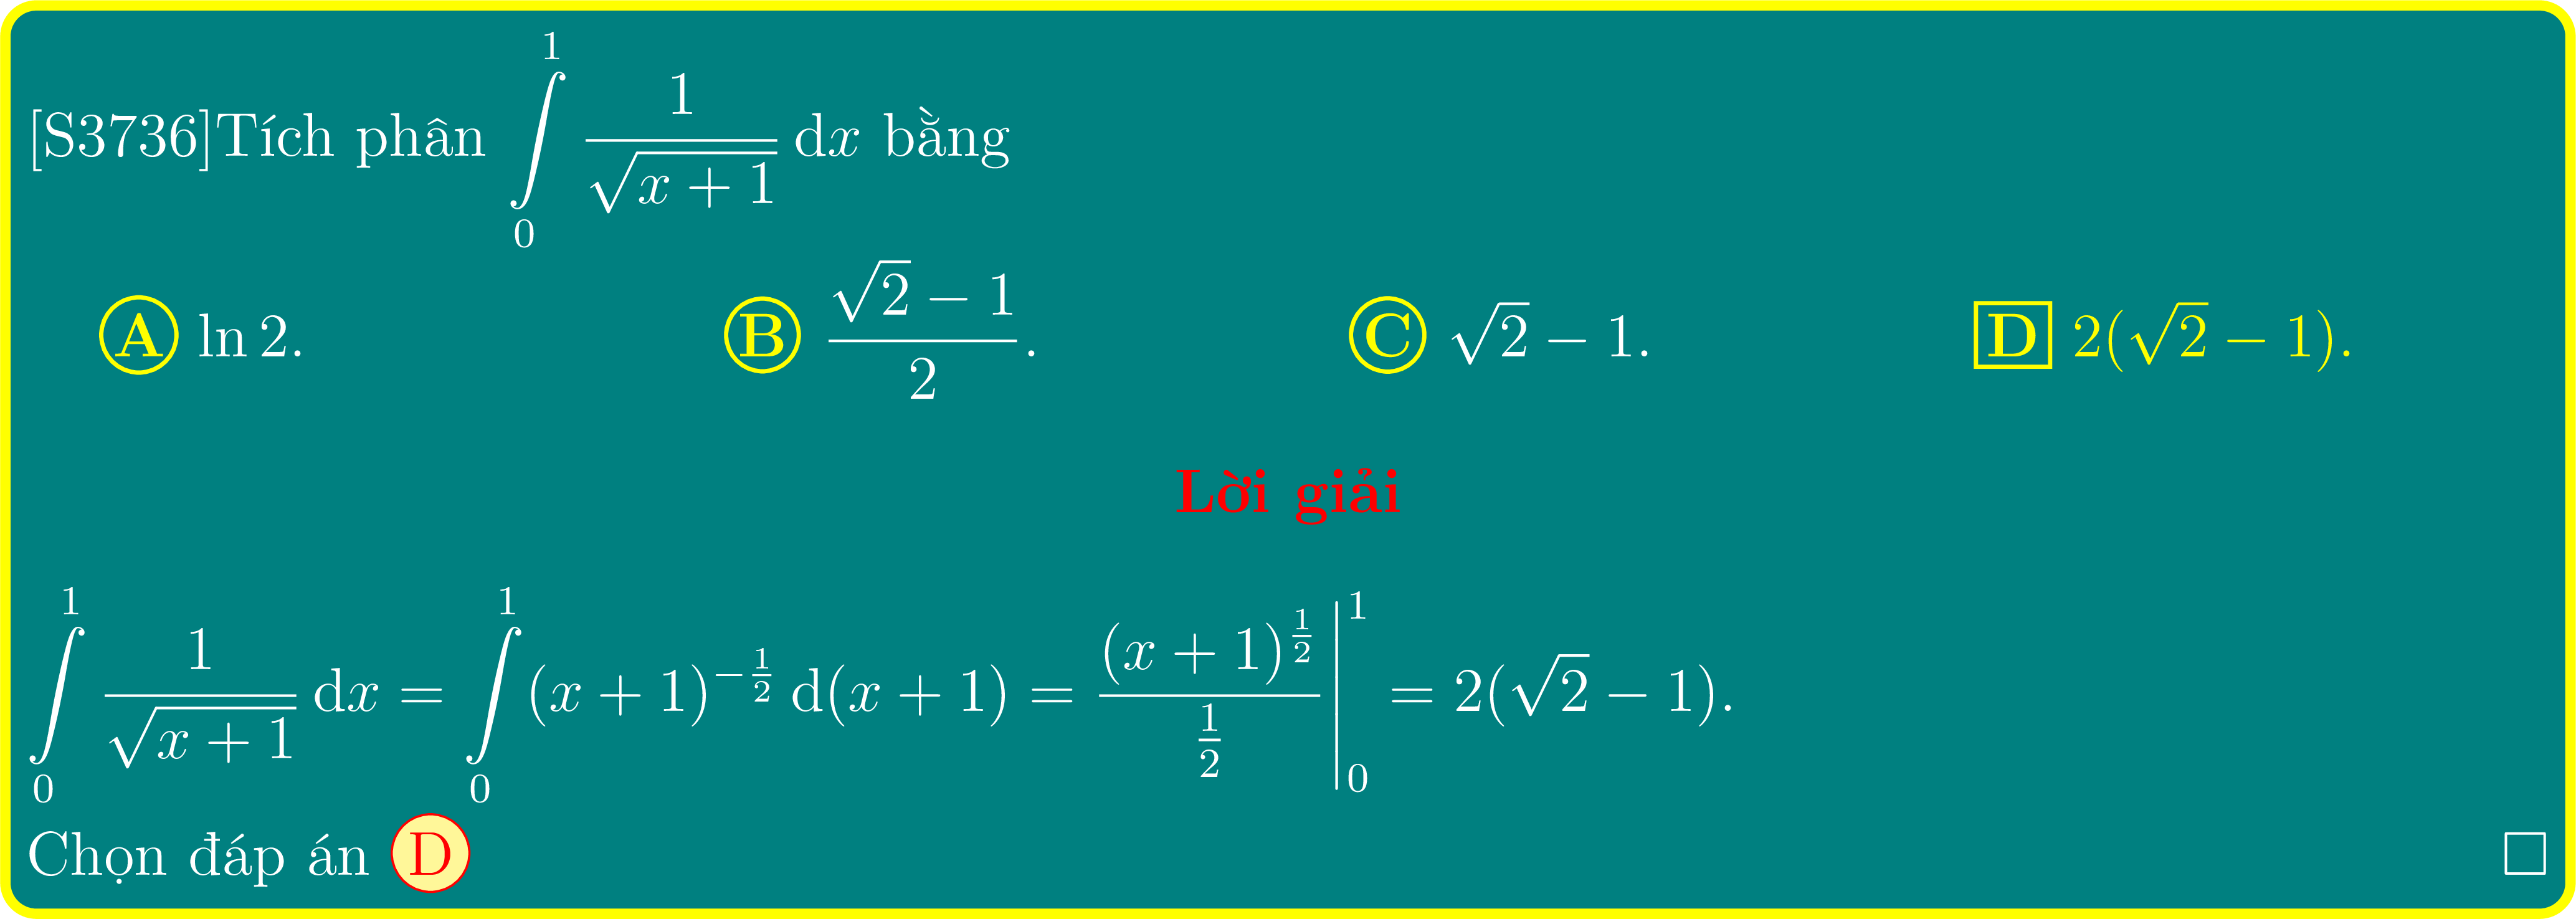 [S3736]Tích phân $\int\limits_0^1 \frac{1}{\sqrt{x+1}} \, \mathrm{d}x$ bằng
Ⓐ $\ln 2$. Ⓑ $\frac{\sqrt{2}-1}{2}$. Ⓒ $\sqrt{2}-1$. D $2(\sqrt{2}-1)$.
Lời giải
$\int\limits_0^1 \frac{1}{\sqrt{x+1}} \, \mathrm{d}x = \int\limits_0^1 (x+1)^{-\frac{1}{2}} \, \mathrm{d}(x+1) = \left. \frac{(x+1)^{\frac{1}{2}}}{\frac{1}{2}} \right|_0^1 = 2(\sqrt{2}-1)$.
Chọn đáp án D □